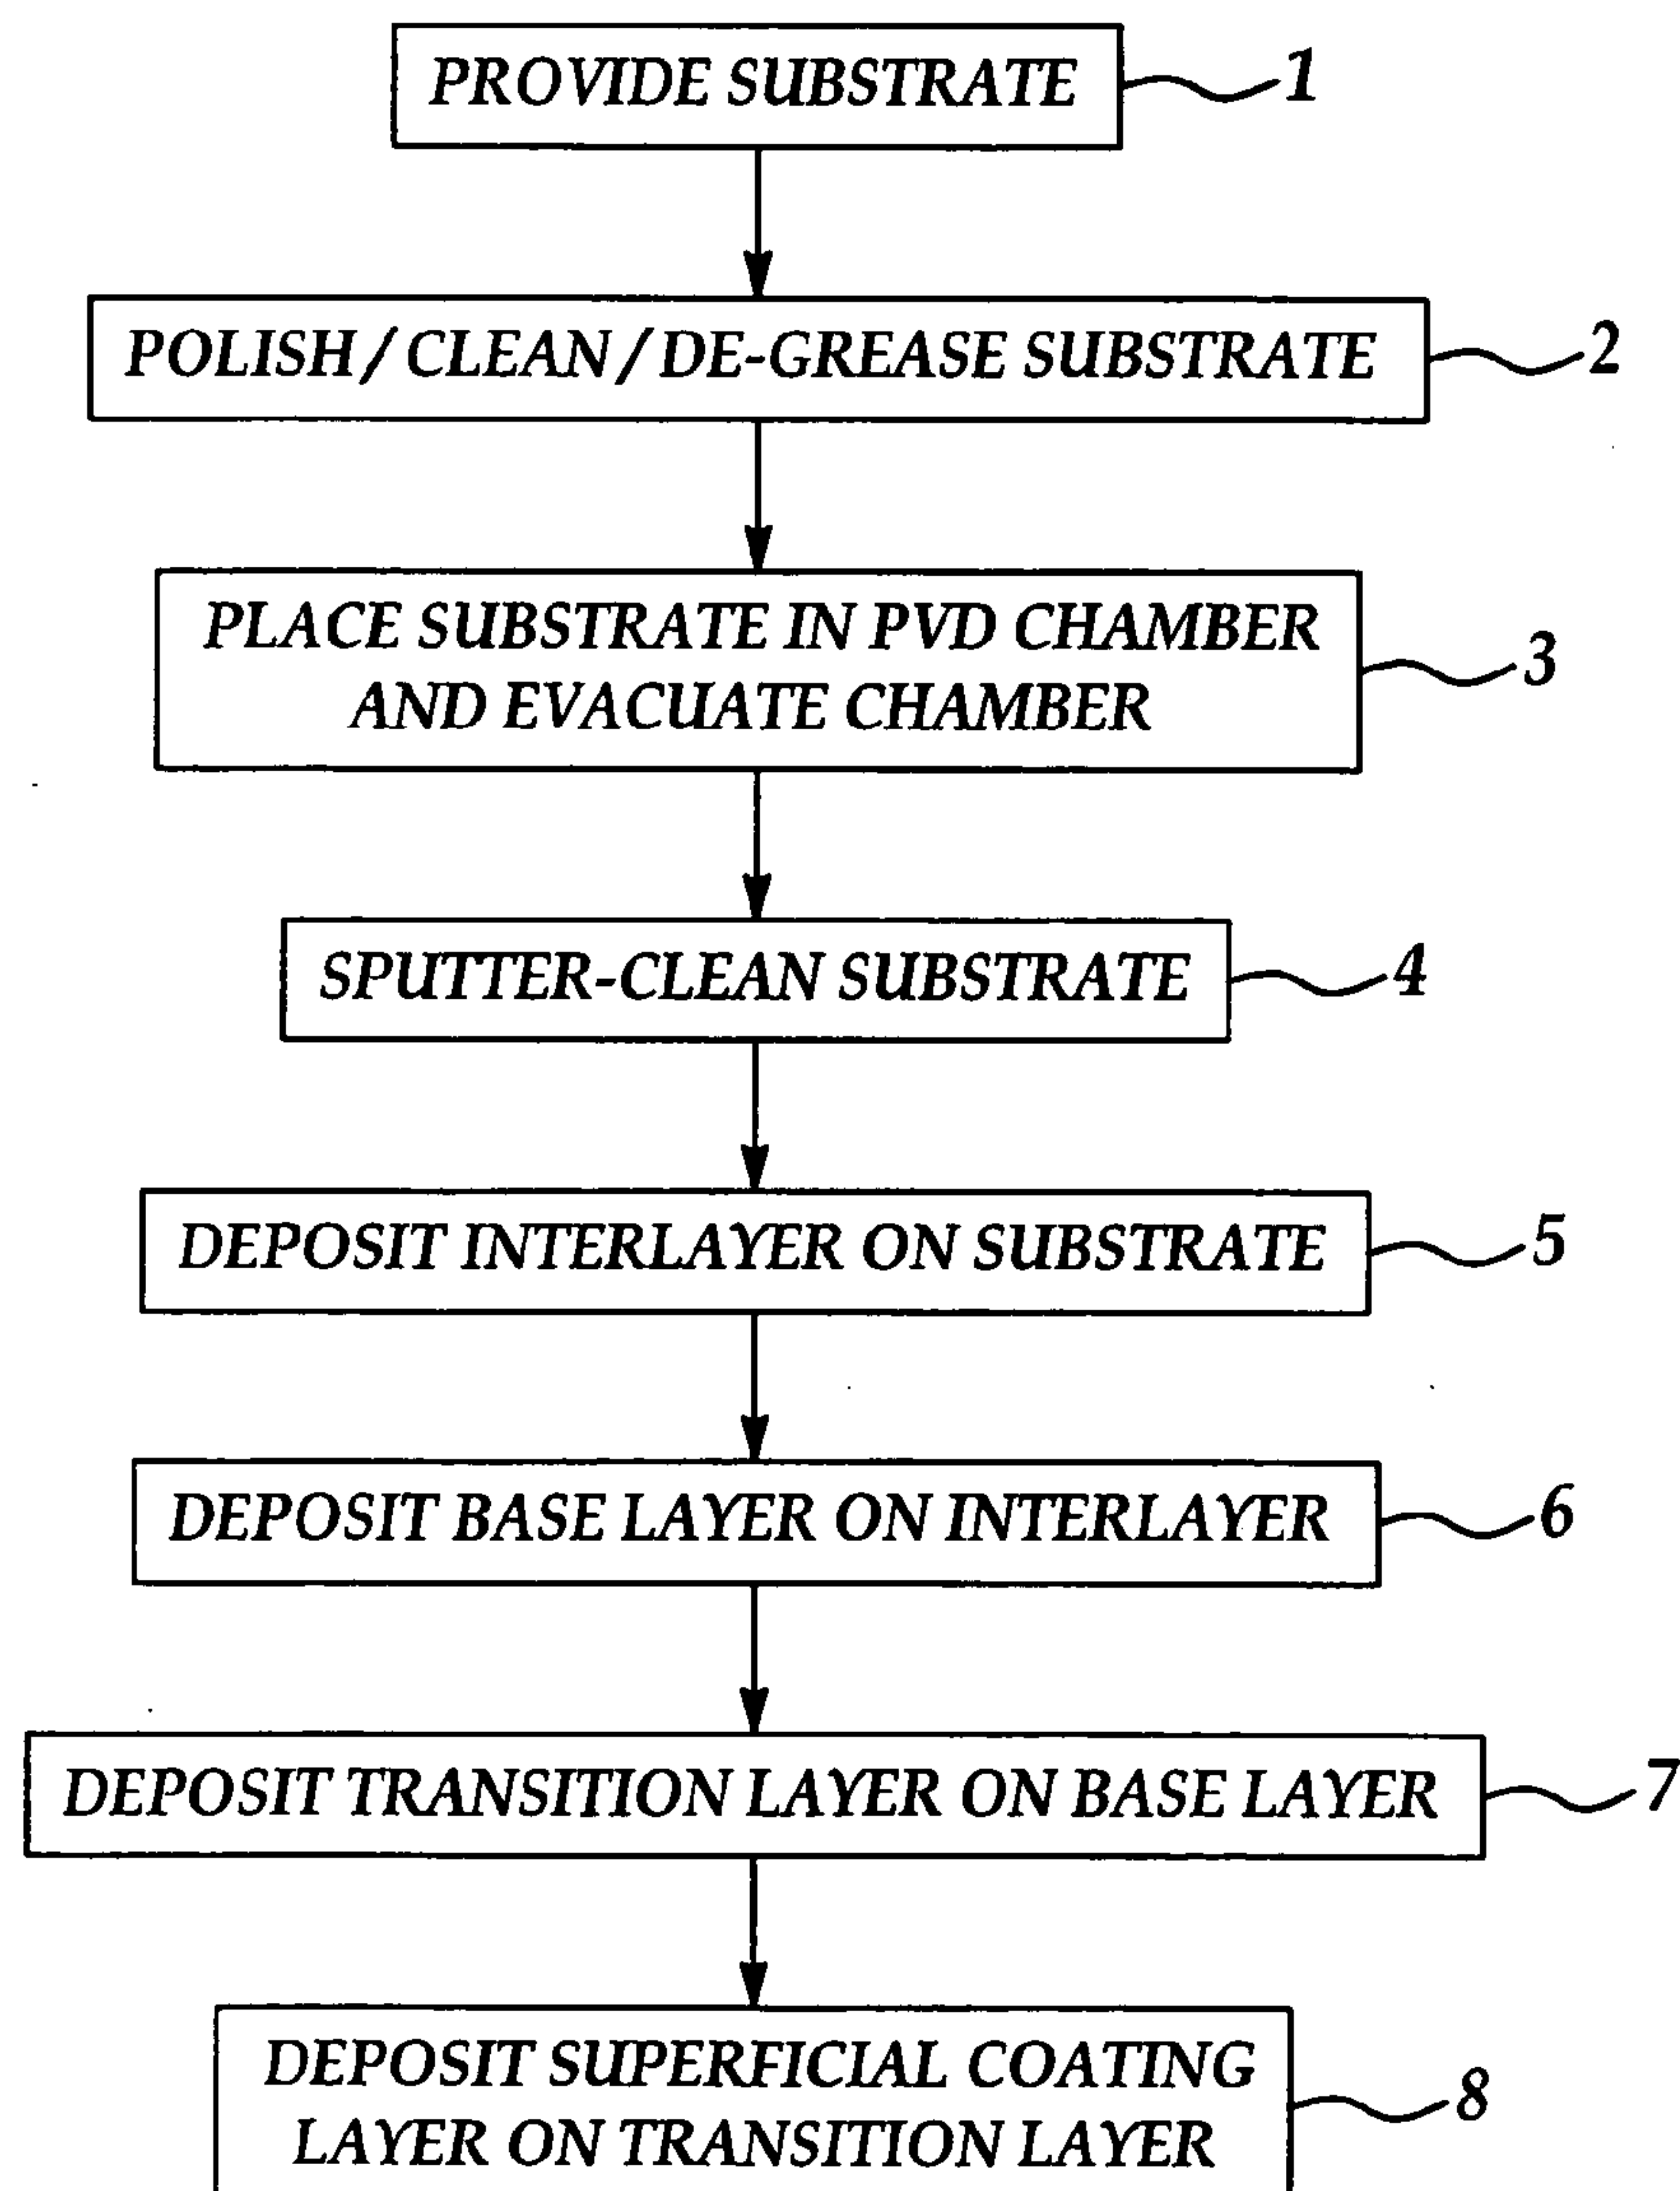 PROVIDE SUBSTRATE 1
POLISH / CLEAN / DE-GREASE SUBSTRATE 2
PLACE SUBSTRATE IN PVD CHAMBER
AND EVACUATE CHAMBER 3
SPUTTER-CLEAN SUBSTRATE 4
DEPOSIT INTERLAYER ON SUBSTRATE 5
DEPOSIT BASE LAYER ON INTERLAYER 6
DEPOSIT TRANSITION LAYER ON BASE LAYER 7
DEPOSIT SUPERFICIAL COATING
LAYER ON TRANSITION LAYER 8